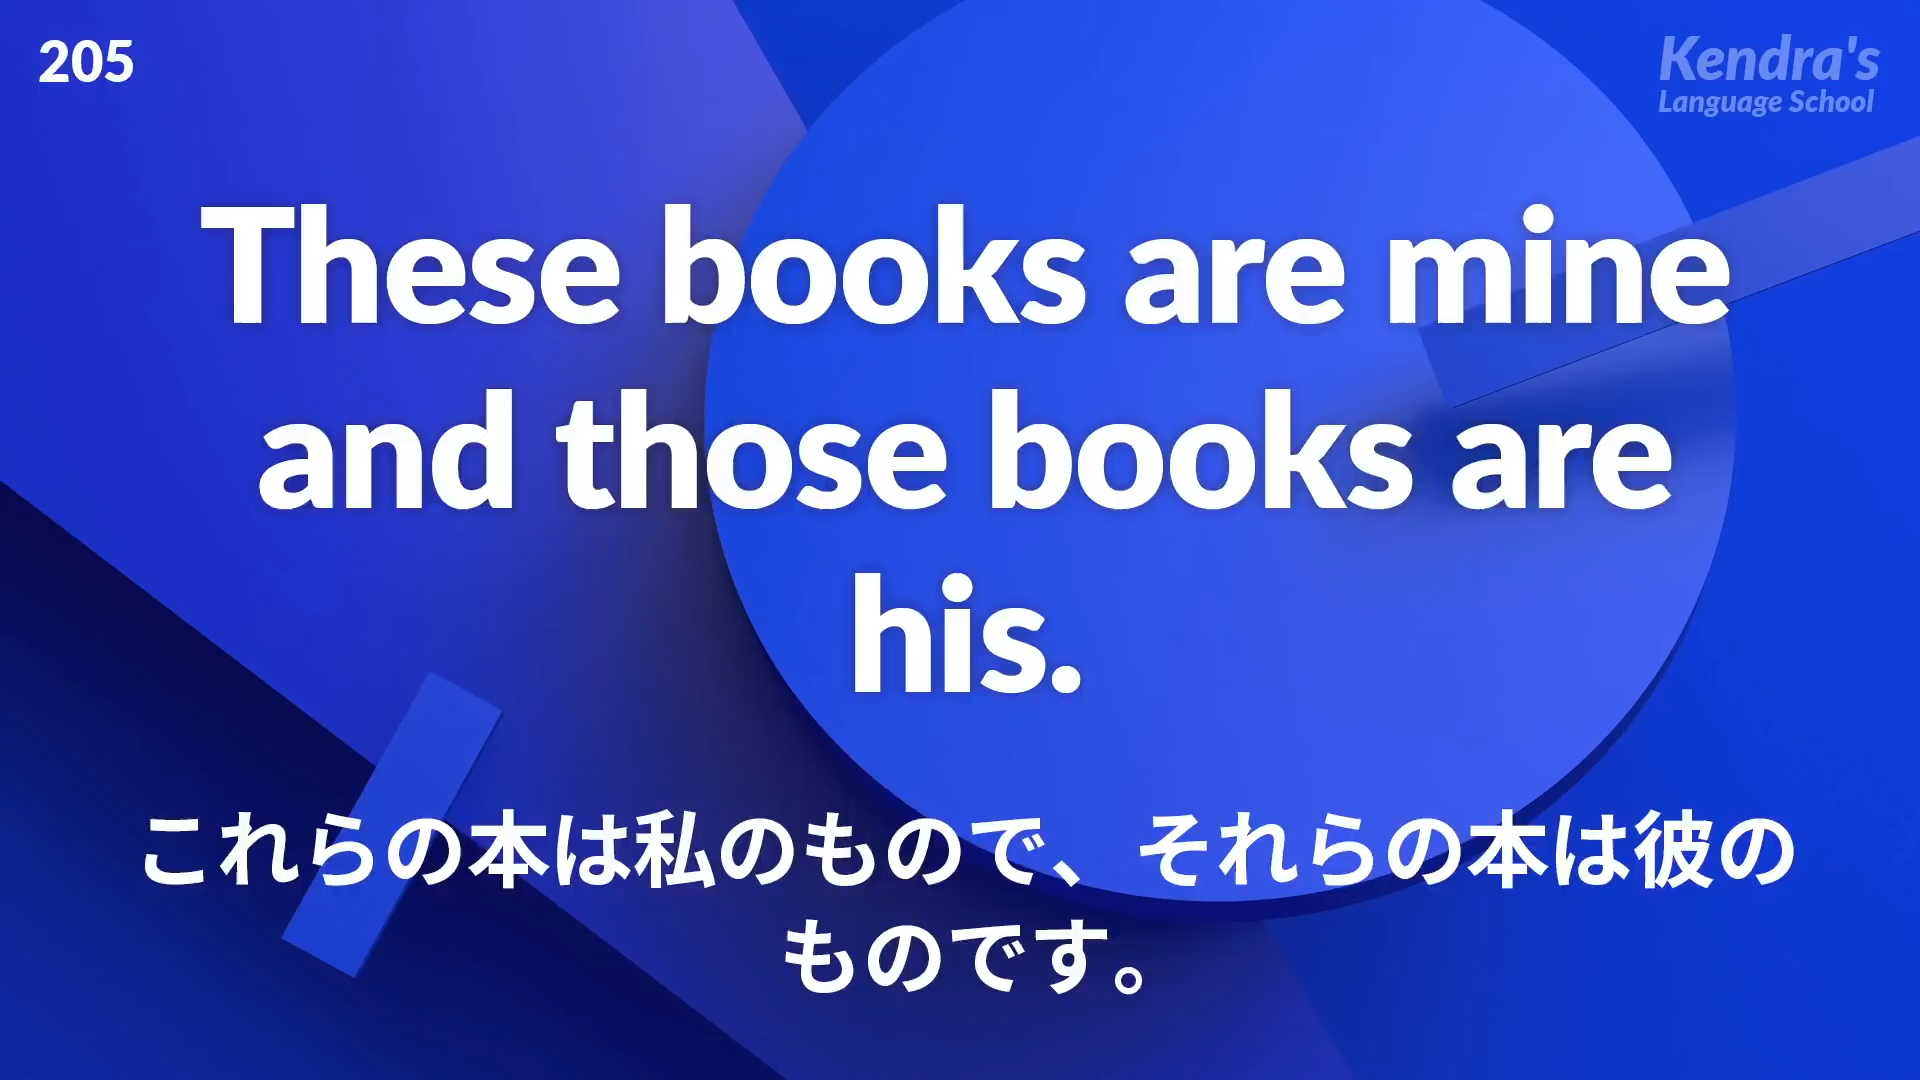 205
Kendra's
Language School
These books are mine
and those books are
his.
これらの本は私のもので、それらの本は彼の
ものです。